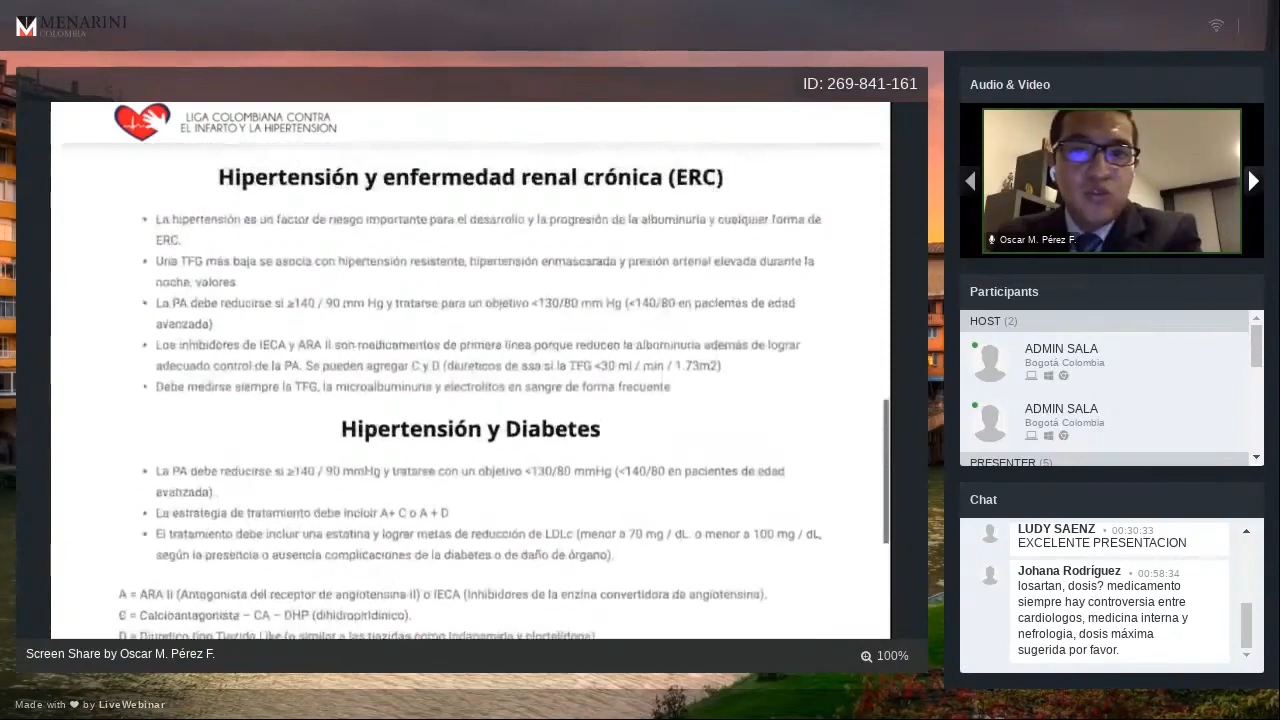 MENARINI
COLOMBIA
ID: 269-841-161
LIGA COLOMBIANA CONTRA
EL INFARTO Y LA HIPERTENSION
Hipertensión y enfermedad renal crónica (ERC)
• La hipertensión es un factor de riesgo importante para el desarrollo y la progresión de la albuminuria y cualquier forma de
ERC.
• Una TFG más baja se asocia con hipertensión resistente, hipertensión enmascarada y presión arterial elevada durante la
noche, valores
• La PA debe reducirse si ≥140 / 90 mm Hg y tratarse para un objetivo <130/80 mm Hg (<140/80 en pacientes de edad
avanzada)
• Los inhibidores de IECA y ARA II son medicamentos de primera línea porque reducen la albuminuria además de lograr
adecuado control de la PA. Se pueden agregar C y D (diureticos de asa si la TFG <30 ml / min / 1.73m2)
• Debe medirse siempre la TFG, la microalbuminuria y electrolitos en sangre de forma frecuente
Hipertensión y Diabetes
• La PA debe reducirse si ≥140 / 90 mmHg y tratarse con un objetivo <130/80 mmHg (<140/80 en pacientes de edad
avanzada).
• La estrategia de tratamiento debe incluir A+ C o A + D
• El tratamiento debe incluir una estatina y lograr metas de reducción de LDLc (menor a 70 mg / dL. o menor a 100 mg / dL,
según la presencia o ausencia complicaciones de la diabetes o de daño de órgano).
A = ARA II (Antagonista del receptor de angiotensina II) o IECA (Inhibidores de la enzina convertidora de angiotensina).
C = Calcioantagonista – CA – DHP (dihidropiridínico).
D = Diuretico tipo Tiazida Like (o similar a las tiazidas como Indapamida y clortalidona)
Screen Share by Oscar M. Pérez F.
100%
Made with by LiveWebinar
Audio & Video
Oscar M. Pérez F.
Participants
HOST (2)
ADMIN SALA
Bogotá Colombia
ADMIN SALA
Bogotá Colombia
PRESENTER (5)
Chat
LUDY SAENZ • 00:30:33
EXCELENTE PRESENTACION
Johana Rodríguez • 00:58:34
losartan, dosis? medicamento
siempre hay controversia entre
cardiologos, medicina interna y
nefrologia, dosis máxima
sugerida por favor.